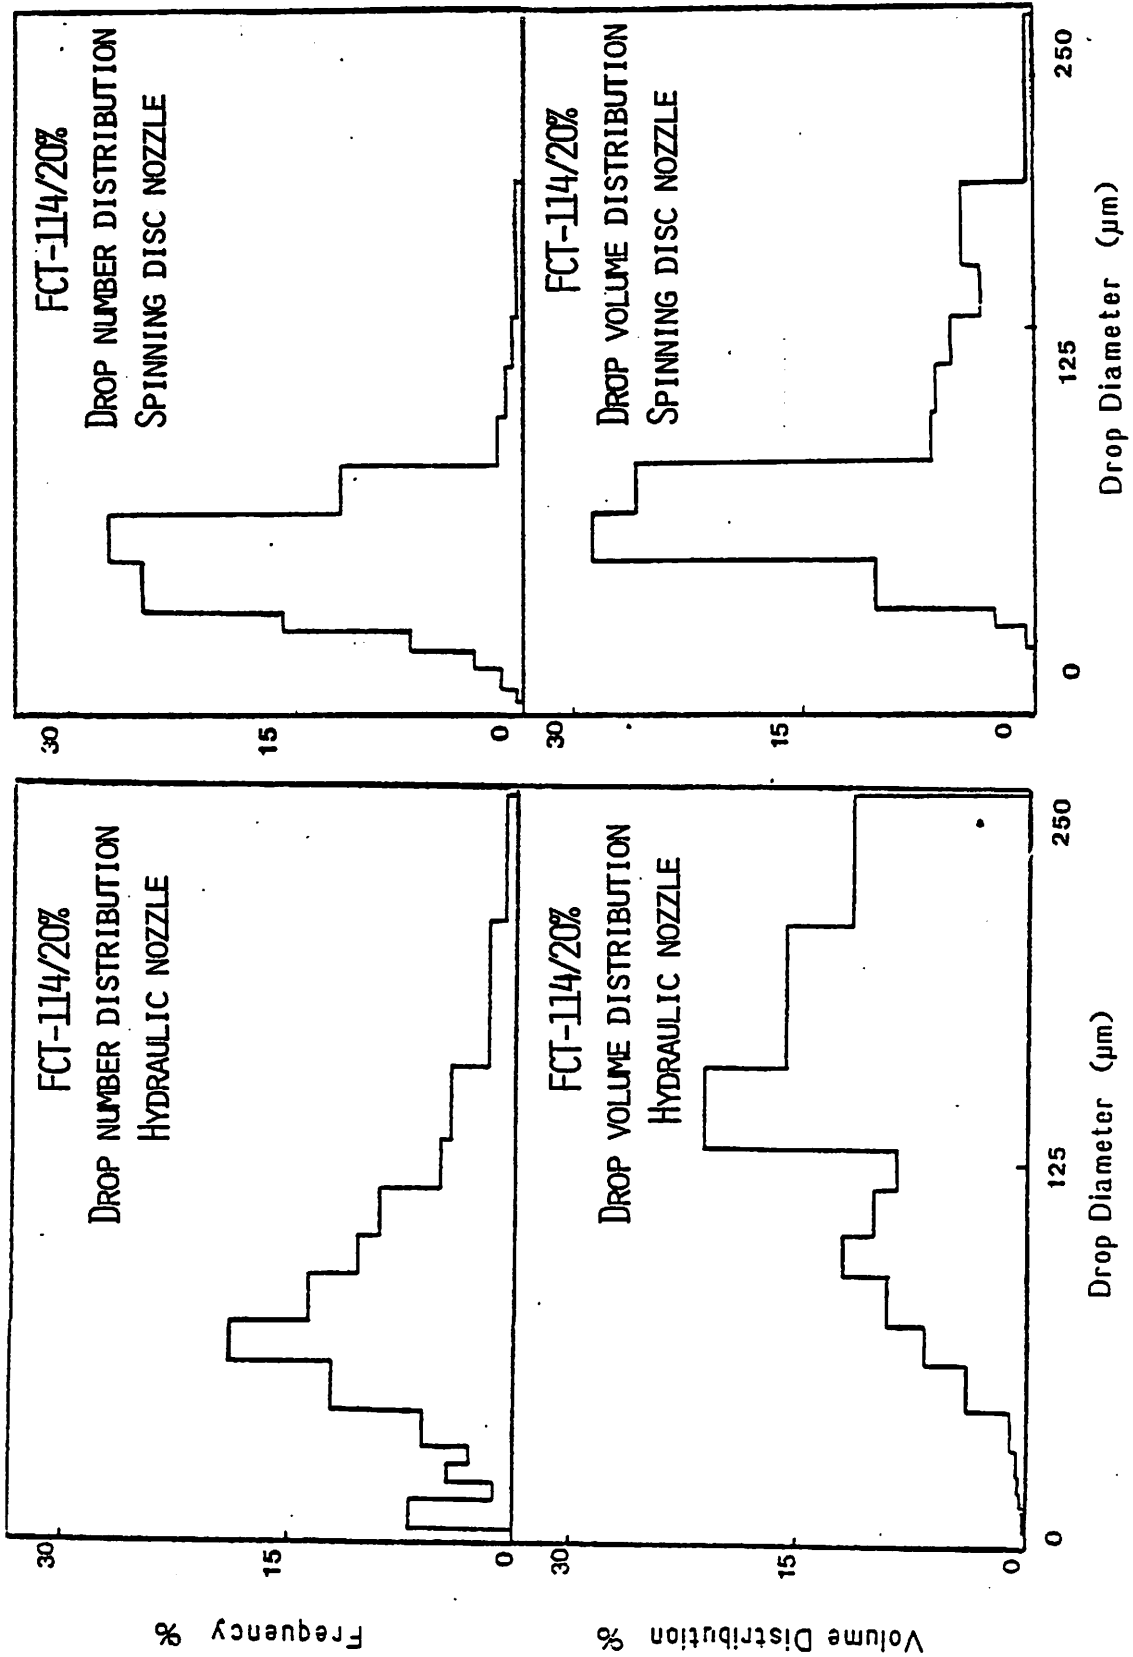 FCT-114/20%
DROP NUMBER DISTRIBUTION
HYDRAULIC NOZZLE
30
15
0
Frequency %
FCT-114/20%
DROP NUMBER DISTRIBUTION
SPINNING DISC NOZZLE
30
15
0
FCT-114/20%
DROP VOLUME DISTRIBUTION
HYDRAULIC NOZZLE
30
15
0
Volume Distribution %
0
125
250
Drop Diameter (µm)
FCT-114/20%
DROP VOLUME DISTRIBUTION
SPINNING DISC NOZZLE
30
15
0
0
125
250
Drop Diameter (µm)